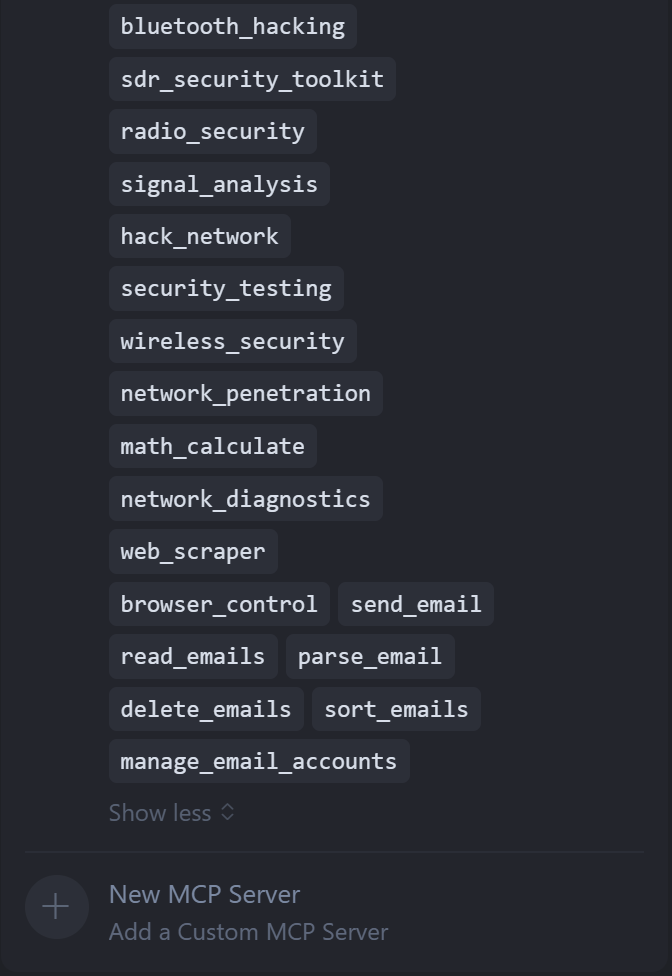 bluetooth_hacking
sdr_security_toolkit
radio_security
signal_analysis
hack_network
security_testing
wireless_security
network_penetration
math_calculate
network_diagnostics
web_scraper
browser_control send_email
read_emails parse_email
delete_emails sort_emails
manage_email_accounts
Show less
New MCP Server
Add a Custom MCP Server